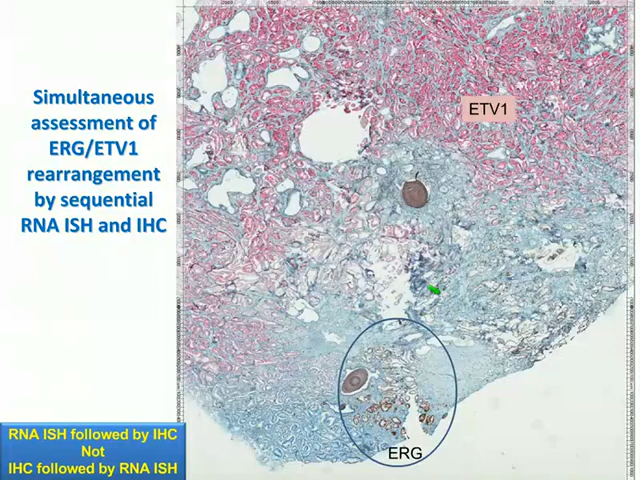 Simultaneous
assessment of
ERG/ETV1
rearrangement
by sequential
RNA ISH and IHC
ETV1
ERG
RNA ISH followed by IHC
Not
IHC followed by RNA ISH